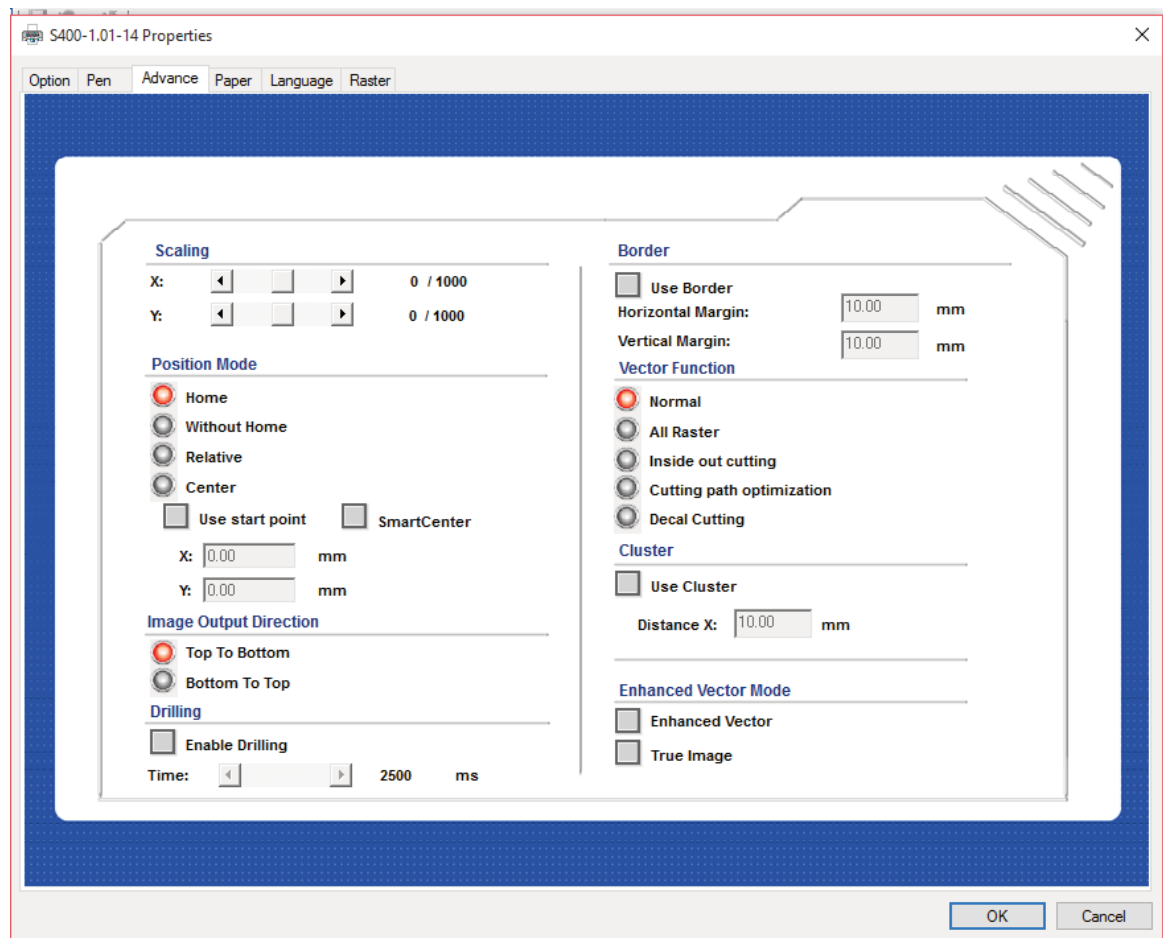 S400-1.01-14 Properties
Option Pen Advance Paper Language Raster
Scaling
X: 0 / 1000
Y: 0 / 1000
Position Mode
Home
Without Home
Relative
Center
Use start point SmartCenter
X: 0.00 mm
Y: 0.00 mm
Image Output Direction
Top To Bottom
Bottom To Top
Drilling
Enable Drilling
Time: 2500 ms
Border
Use Border
Horizontal Margin: 10.00 mm
Vertical Margin: 10.00 mm
Vector Function
Normal
All Raster
Inside out cutting
Cutting path optimization
Decal Cutting
Cluster
Use Cluster
Distance X: 10.00 mm
Enhanced Vector Mode
Enhanced Vector
True Image
OK Cancel